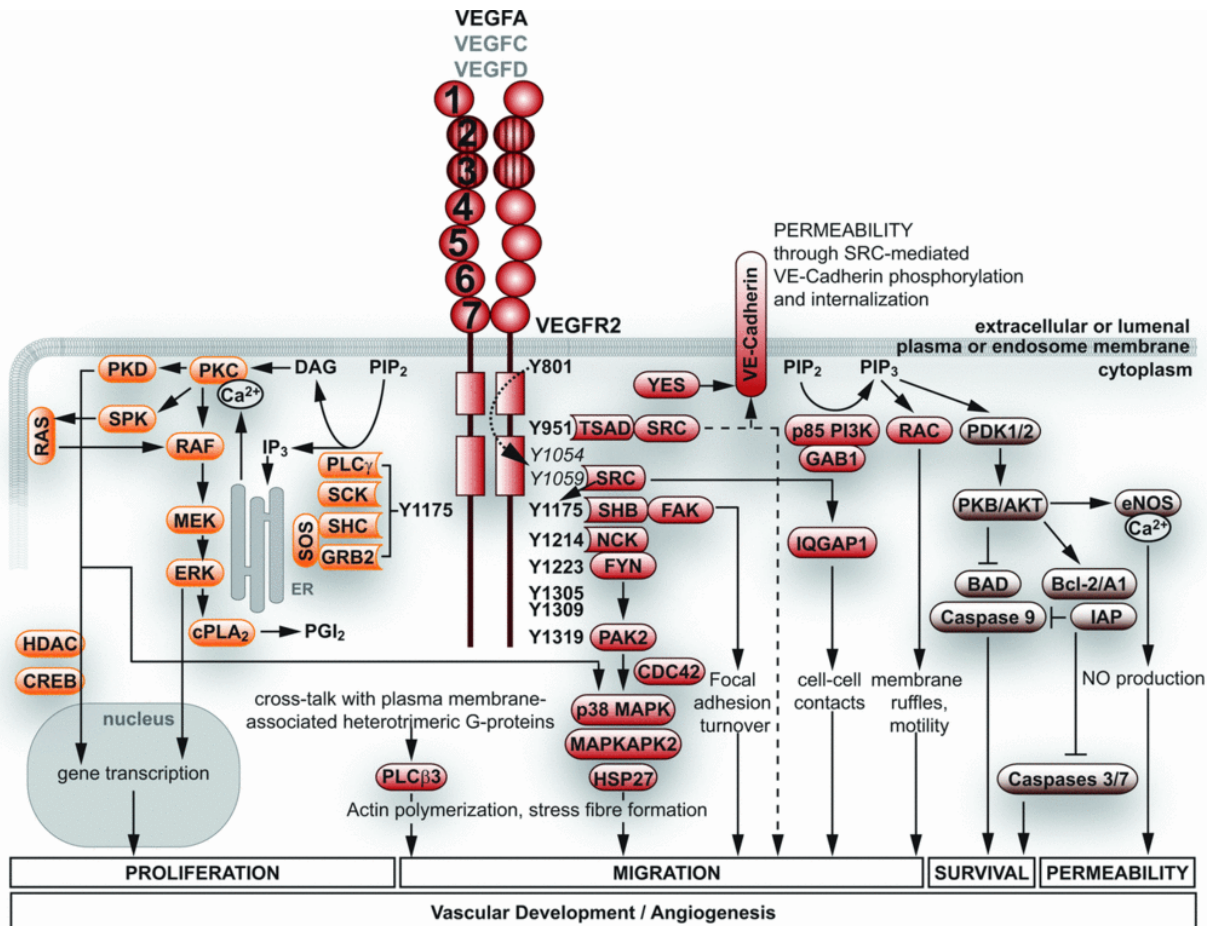 VEGFA
VEGFC
VEGFD
1
2
3
4
5
6
7
VEGFR2
PERMEABILITY
through SRC-mediated
VE-Cadherin phosphorylation
and internalization
VE-Cadherin
extracellular or lumenal
plasma or endosome membrane
cytoplasm
PKD
PKC
Ca²⁺
DAG
PIP₂
SPK
RAS
RAF
IP₃
PLCγ
SCK
SHC
GRB2
SOS
Y1175
MEK
ERK
ER
cPLA₂
PGI₂
HDAC
CREB
nucleus
gene transcription
cross-talk with plasma membrane-
associated heterotrimeric G-proteins
PLCβ3
Actin polymerization, stress fibre formation
Y801
Y951
TSAD
SRC
YES
Y1054
Y1059
SRC
Y1175
SHB
FAK
Y1214
NCK
Y1223
FYN
Y1305
Y1309
Y1319
PAK2
CDC42
p38 MAPK
MAPKAPK2
HSP27
Focal
adhesion
turnover
PIP₂
PIP₃
p85 PI3K
GAB1
RAC
PDK1/2
IQGAP1
cell-cell
contacts
membrane
ruffles,
motility
PKB/AKT
eNOS
Ca²⁺
BAD
Bcl-2/A1
Caspase 9
IAP
NO production
Caspases 3/7
PROLIFERATION
MIGRATION
SURVIVAL
PERMEABILITY
Vascular Development / Angiogenesis